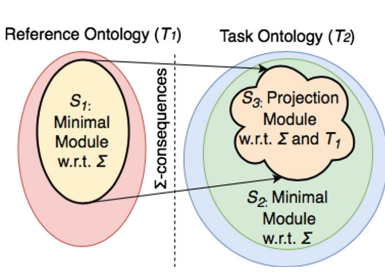 Reference Ontology (T1)
Task Ontology (T2)
S1:
Minimal
Module
w.r.t. Σ
Σ-consequences
S3: Projection
Module
w.r.t. Σ and T1
S2: Minimal
Module
w.r.t. Σ